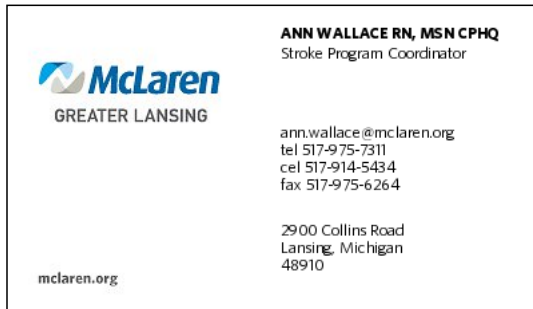 McLaren
GREATER LANSING
mclaren.org
ANN WALLACE RN, MSN CPHQ
Stroke Program Coordinator
ann.wallace@mclaren.org
tel 517-975-7311
cel 517-914-5434
fax 517-975-6264
2900 Collins Road
Lansing, Michigan
48910